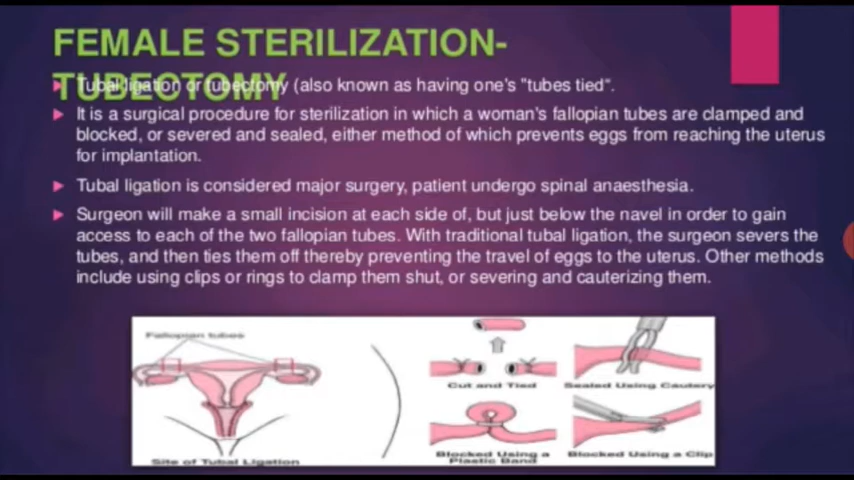 FEMALE STERILIZATION-
TUBECTOMY
Tubal ligation or tubectomy (also known as having one's "tubes tied".
It is a surgical procedure for sterilization in which a woman's fallopian tubes are clamped and
blocked, or severed and sealed, either method of which prevents eggs from reaching the uterus
for implantation.
Tubal ligation is considered major surgery, patient undergo spinal anaesthesia.
Surgeon will make a small incision at each side of, but just below the navel in order to gain
access to each of the two fallopian tubes. With traditional tubal ligation, the surgeon severs the
tubes, and then ties them off thereby preventing the travel of eggs to the uterus. Other methods
include using clips or rings to clamp them shut, or severing and cauterizing them.
Fallopian tubes
Site of Tubal Ligation
Cut and Tied
Sealed Using Cautery
Blocked Using a
Plastic Band
Blocked Using a Clip